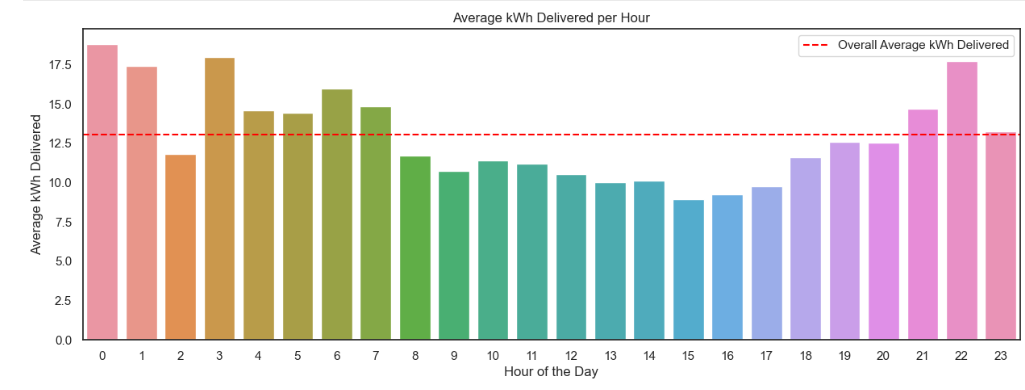 Average kWh Delivered per Hour
Overall Average kWh Delivered
Average kWh Delivered
17.5
15.0
12.5
10.0
7.5
5.0
2.5
0.0
0 1 2 3 4 5 6 7 8 9 10 11 12 13 14 15 16 17 18 19 20 21 22 23
Hour of the Day